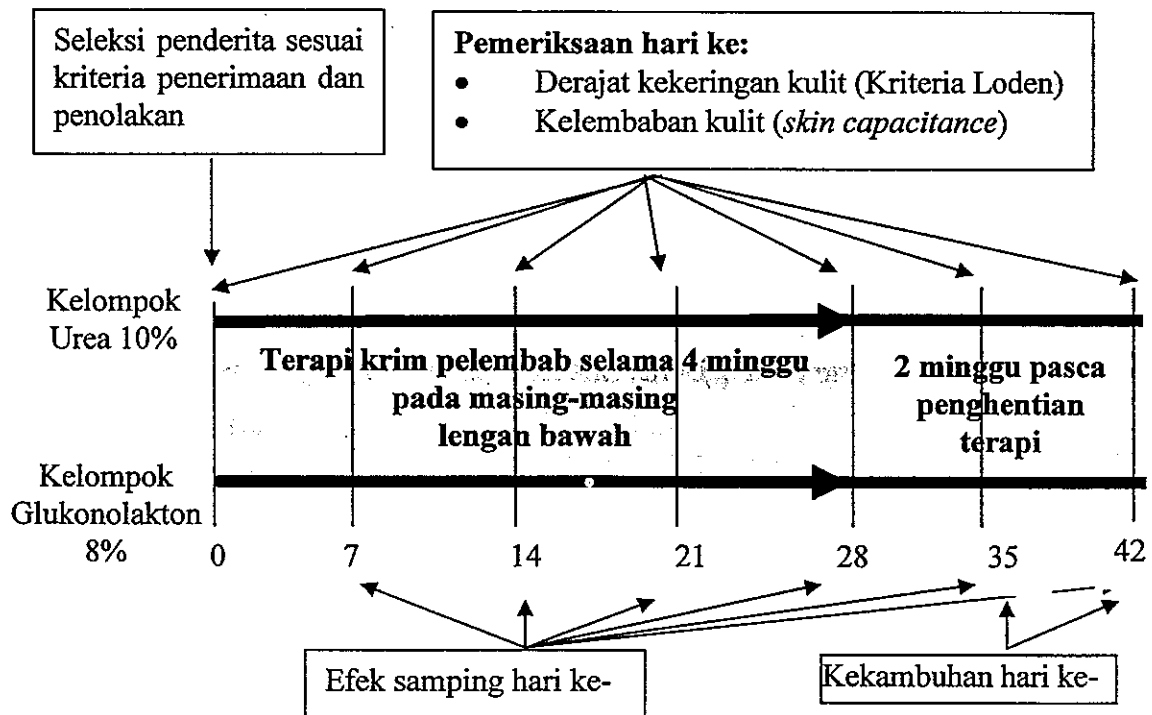 Seleksi penderita sesuai
kriteria penerimaan dan
penolakan
Pemeriksaan hari ke:
• Derajat kekeringan kulit (Kriteria Loden)
• Kelembaban kulit (skin capacitance)
Kelompok
Urea 10%
Terapi krim pelembab selama 4 minggu
pada masing-masing
lengan bawah
2 minggu pasca
penghentian
terapi
Kelompok
Glukonolakton
8%
0 7 14 21 28 35 42
Efek samping hari ke-
Kekambuhan hari ke-